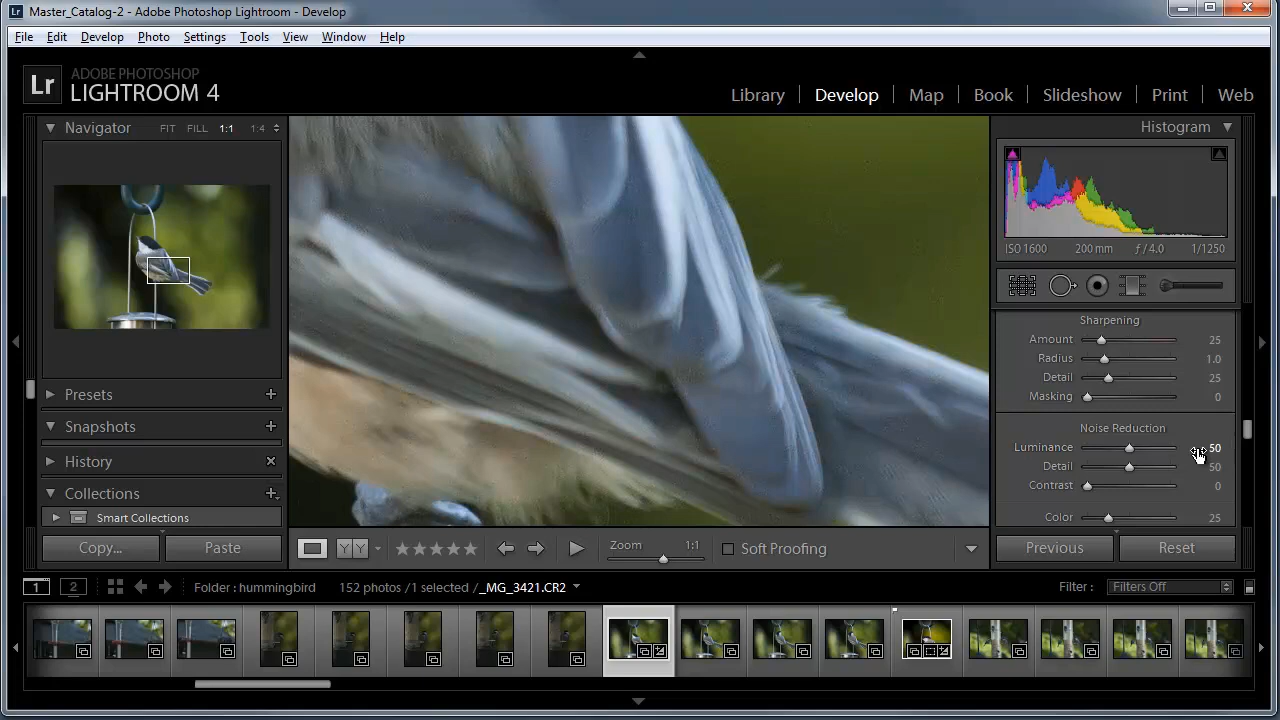 Lr Master_Catalog-2 - Adobe Photoshop Lightroom - Develop
File Edit Develop Photo Settings Tools View Window Help
Lr ADOBE PHOTOSHOP
LIGHTROOM 4
Library Develop Map Book Slideshow Print Web
Navigator FIT FILL 1:1 1:4
Histogram
ISO 1600 200 mm ƒ / 4.0 1/1250
Sharpening
Amount 25
Radius 1.0
Detail 25
Masking 0
Noise Reduction
Luminance 50
Detail 50
Contrast 0
Color 25
Presets
Snapshots
History
Collections
Smart Collections
Copy... Paste
YY Zoom 1:1 Soft Proofing
Previous Reset
1 2 Folder : hummingbird 152 photos /1 selected /_MG_3421.CR2 Filter : Filters Off